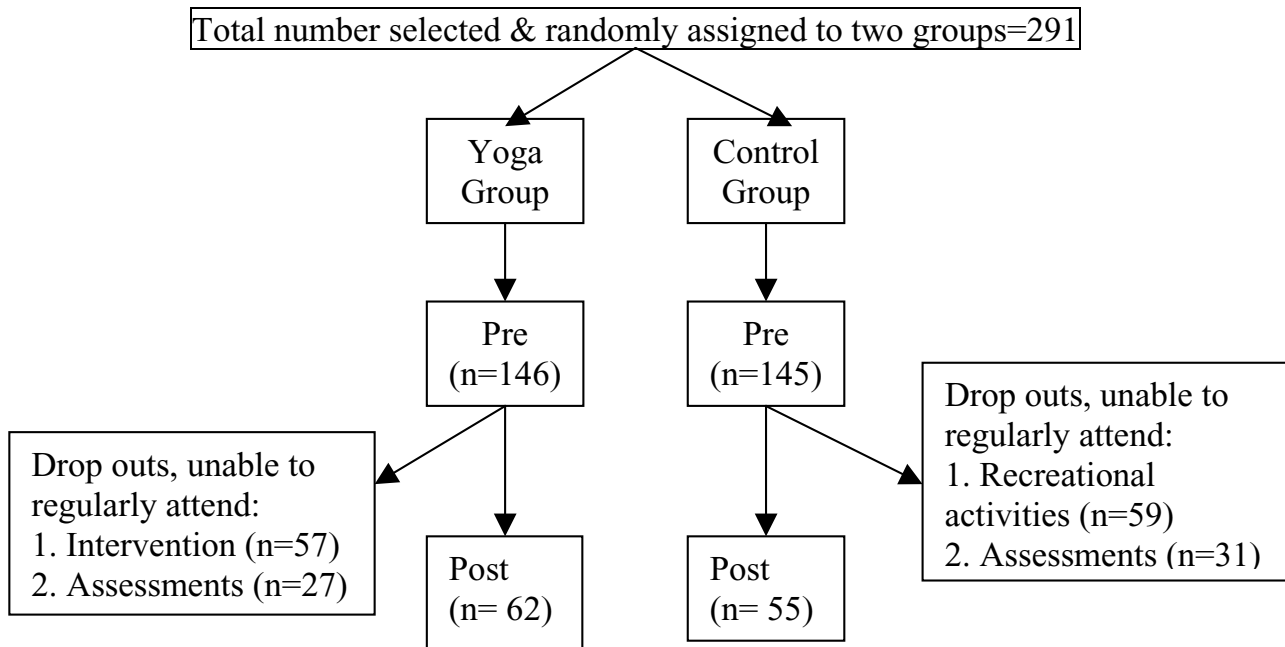 Total number selected & randomly assigned to two groups=291
Yoga
Group
Control
Group
Pre
(n=146)
Pre
(n=145)
Drop outs, unable to
regularly attend:
1. Intervention (n=57)
2. Assessments (n=27)
Post
(n= 62)
Post
(n= 55)
Drop outs, unable to
regularly attend:
1. Recreational
activities (n=59)
2. Assessments (n=31)